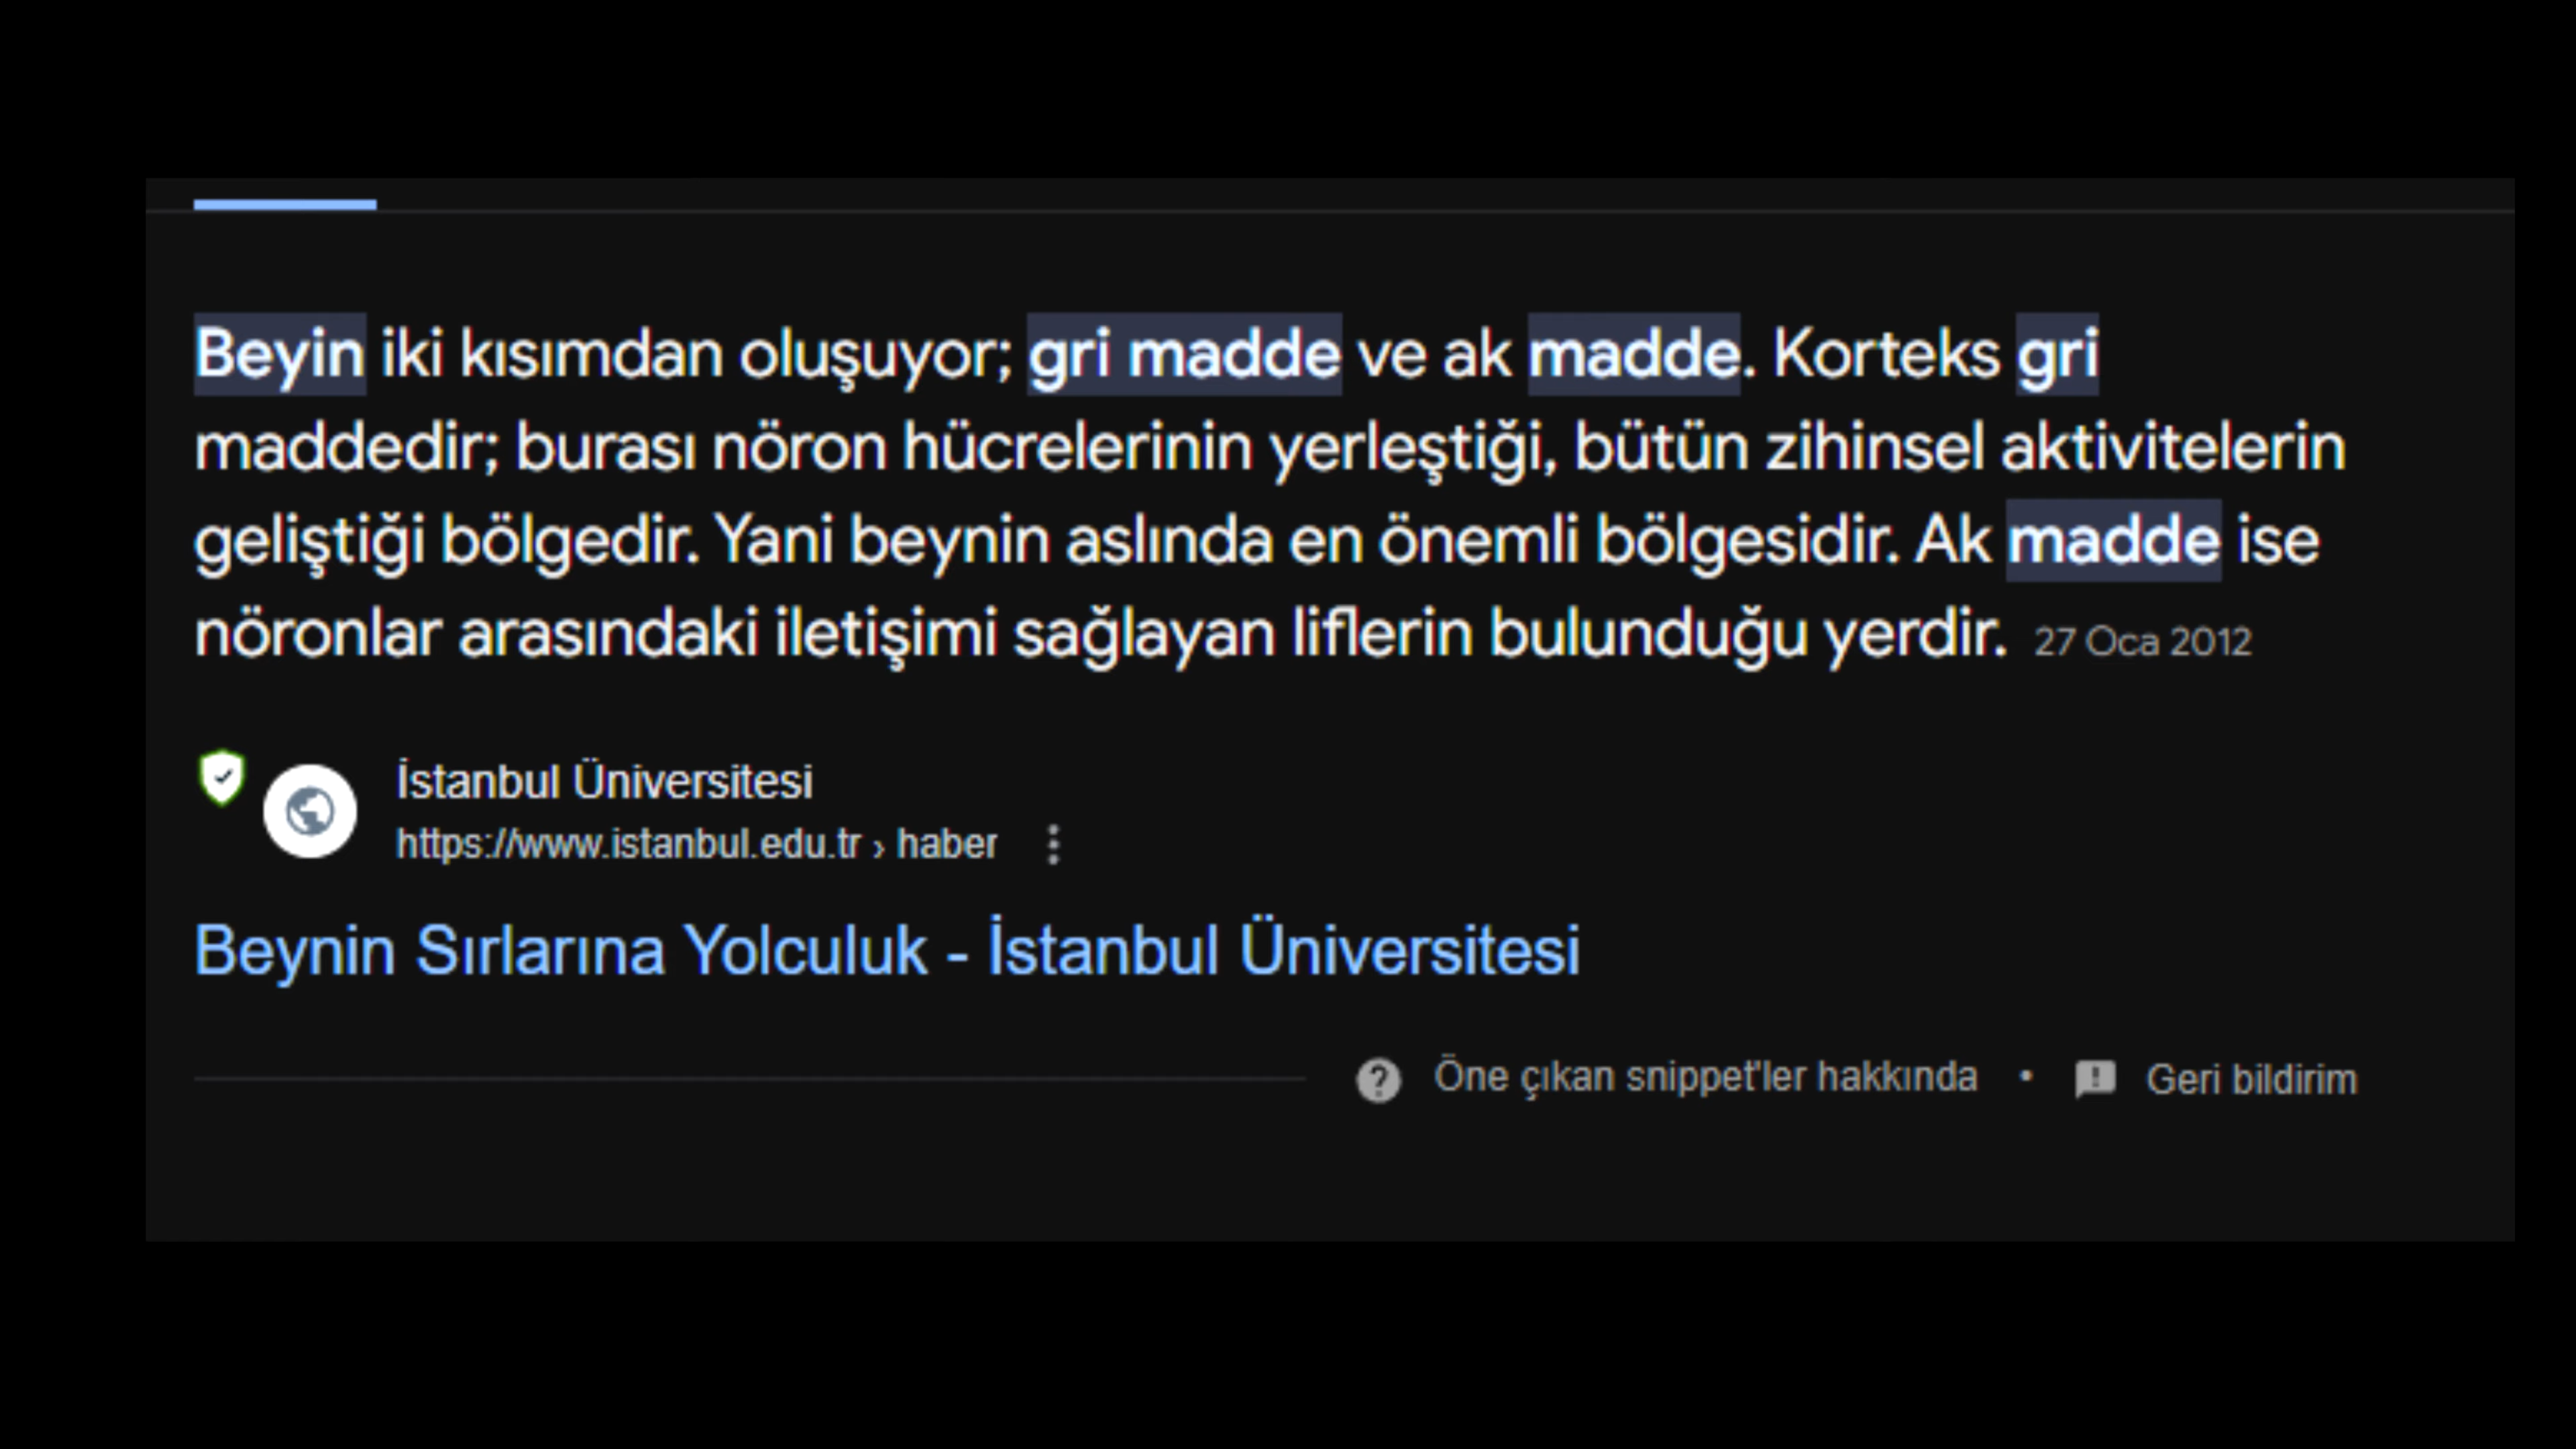 Beyin iki kısımdan oluşuyor; gri madde ve ak madde. Korteks gri
maddedir; burası nöron hücrelerinin yerleştiği, bütün zihinsel aktivitelerin
geliştiği bölgedir. Yani beynin aslında en önemli bölgesidir. Ak madde ise
nöronlar arasındaki iletişimi sağlayan liflerin bulunduğu yerdir. 27 Oca 2012
İstanbul Üniversitesi
https://www.istanbul.edu.tr › haber
Beynin Sırlarına Yolculuk - İstanbul Üniversitesi
Öne çıkan snippet'ler hakkında • Geri bildirim